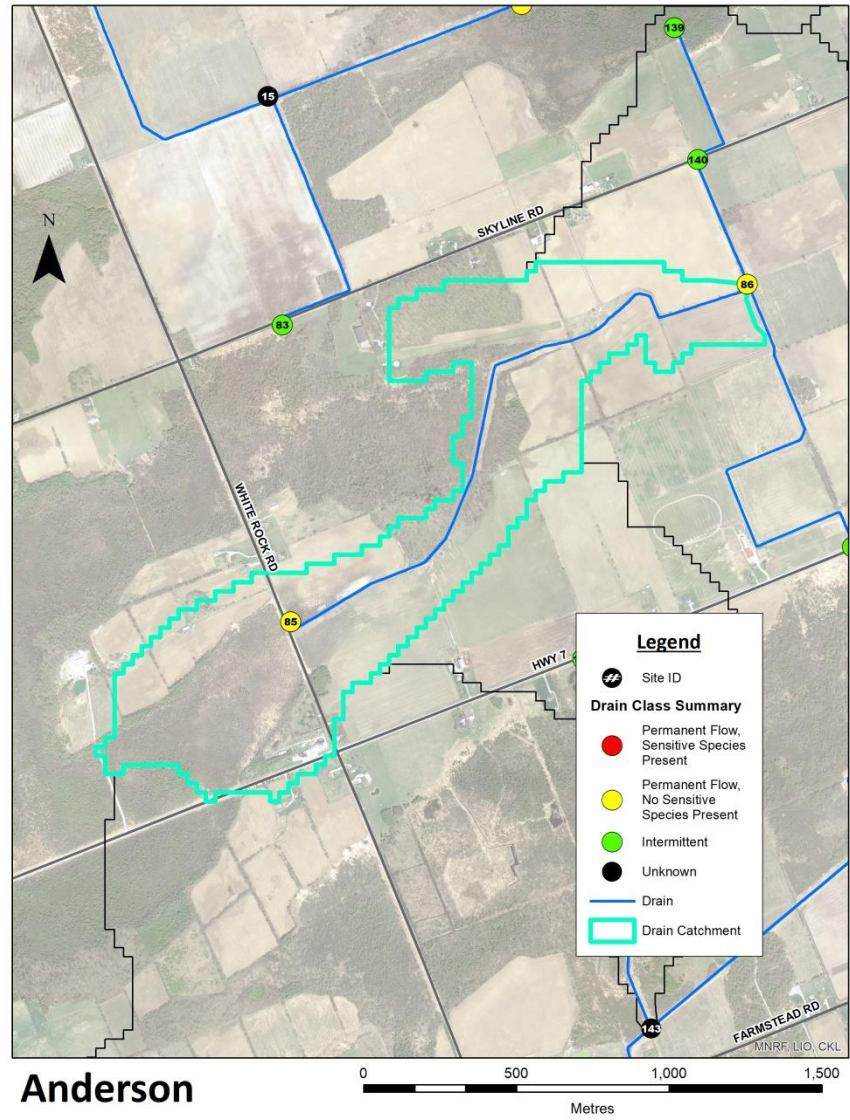 139
15
140
SKYLINE RD
N
86
83
WHITE ROCK RD
85
HWY 7
Legend
## Site ID
Drain Class Summary
Permanent Flow,
Sensitive Species
Present
Permanent Flow,
No Sensitive
Species Present
Intermittent
Unknown
Drain
Drain Catchment
143
FARMSTEAD RD
MNRF, LIO, CKL
Anderson
0 500 1,000 1,500
Metres